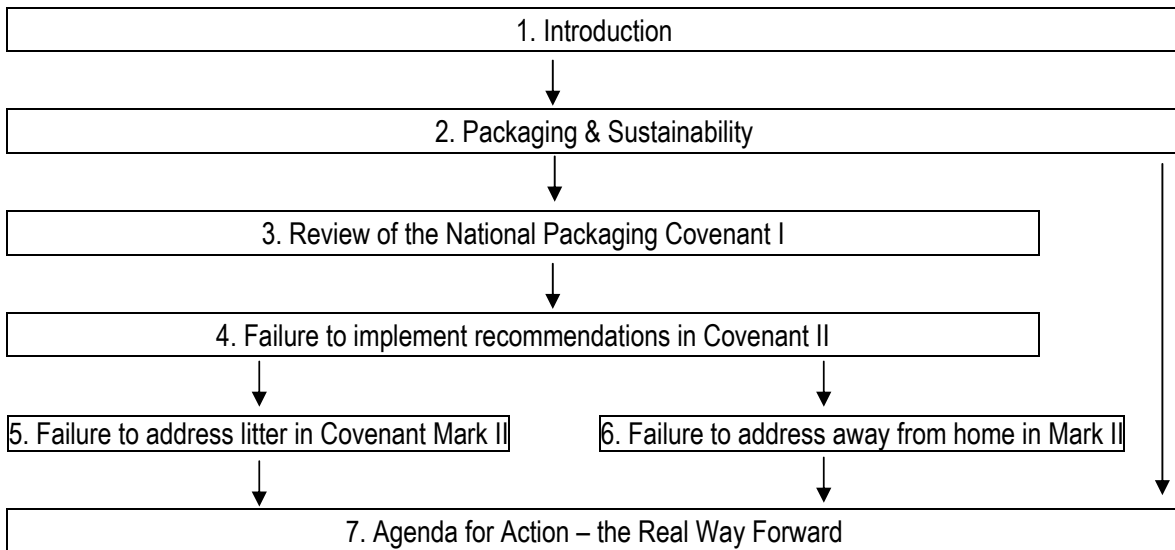 1. Introduction
2. Packaging & Sustainability
3. Review of the National Packaging Covenant I
4. Failure to implement recommendations in Covenant II
5. Failure to address litter in Covenant Mark II
6. Failure to address away from home in Mark II
7. Agenda for Action – the Real Way Forward